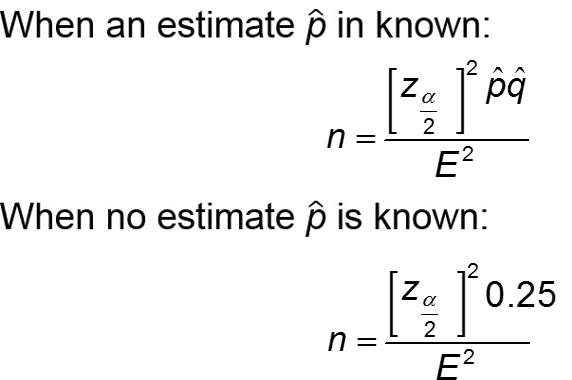 When an estimate p̂ in known:
n = [z_{α/2}]² p̂q̂ / E²
When no estimate p̂ is known:
n = [z_{α/2}]² 0.25 / E²